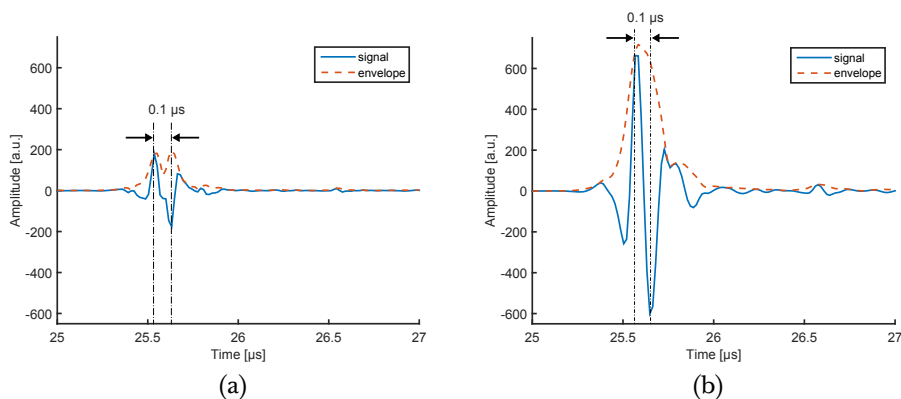 0.1 µs
600
400
200
0
-200
-400
-600
Amplitude [a.u.]
signal
envelope
25
25.5
26
26.5
27
Time [µs]
(a)
0.1 µs
600
400
200
0
-200
-400
-600
Amplitude [a.u.]
signal
envelope
25
25.5
26
26.5
27
Time [µs]
(b)